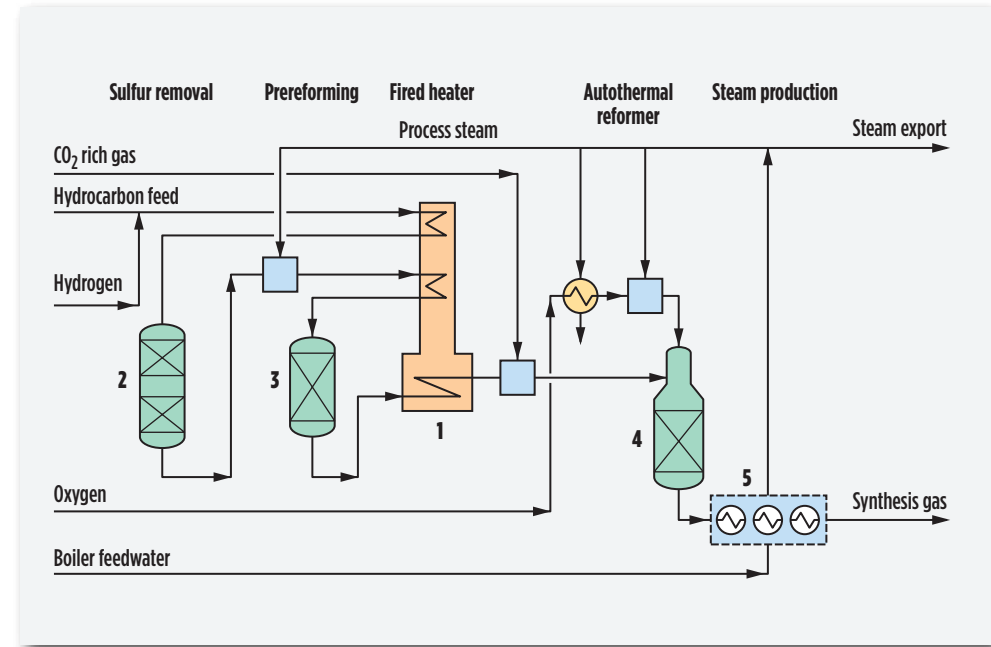 Sulfur removal
Prereforming
Fired heater
Autothermal
reformer
Steam production
Process steam
Steam export
CO2 rich gas
Hydrocarbon feed
Hydrogen
2
3
1
4
5
Oxygen
Synthesis gas
Boiler feedwater